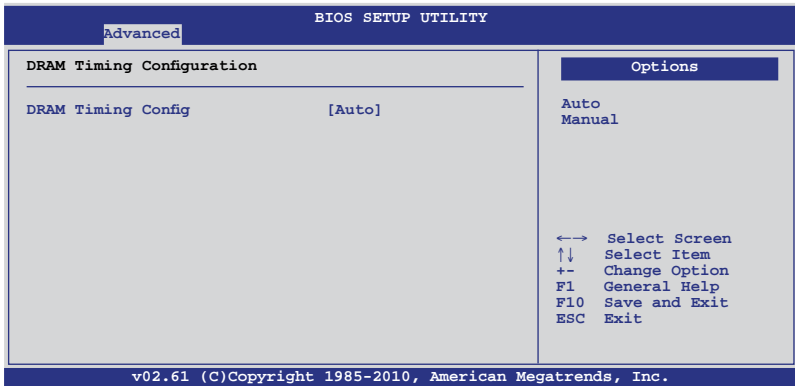 BIOS SETUP UTILITY
Advanced
DRAM Timing Configuration
DRAM Timing Config [Auto]
Options
Auto
Manual
←→ Select Screen
↑↓ Select Item
+- Change Option
F1 General Help
F10 Save and Exit
ESC Exit
v02.61 (C)Copyright 1985-2010, American Megatrends, Inc.